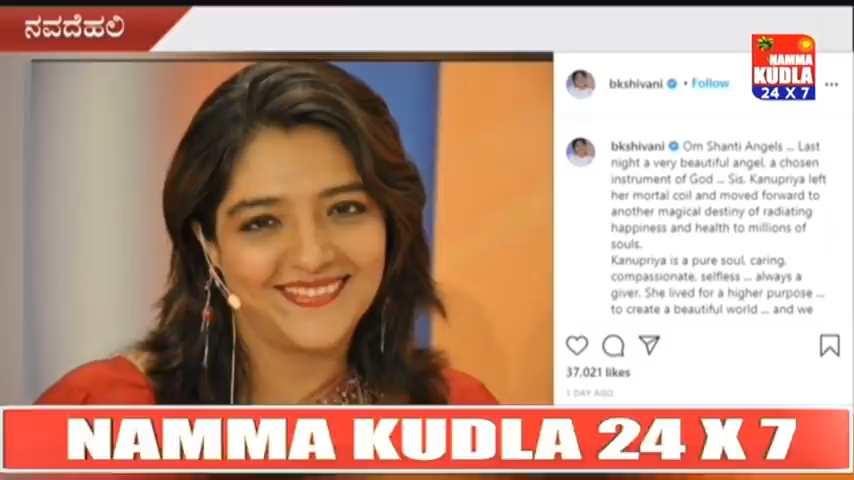 ನವದೆಹಲಿ
NAMMA
KUDLA
24 X 7
bkshivani • Follow
bkshivani Om Shanti Angels ... Last
night a very beautiful angel, a chosen
instrument of God ... Sis. Kanupriya left
her mortal coil and moved forward to
another magical destiny of radiating
happiness and health to millions of
souls.
Kanupriya is a pure soul, caring,
compassionate, selfless ... always a
giver. She lived for a higher purpose ...
to create a beautiful world ... and we
37,021 likes
1 DAY AGO
NAMMA KUDLA 24 X 7